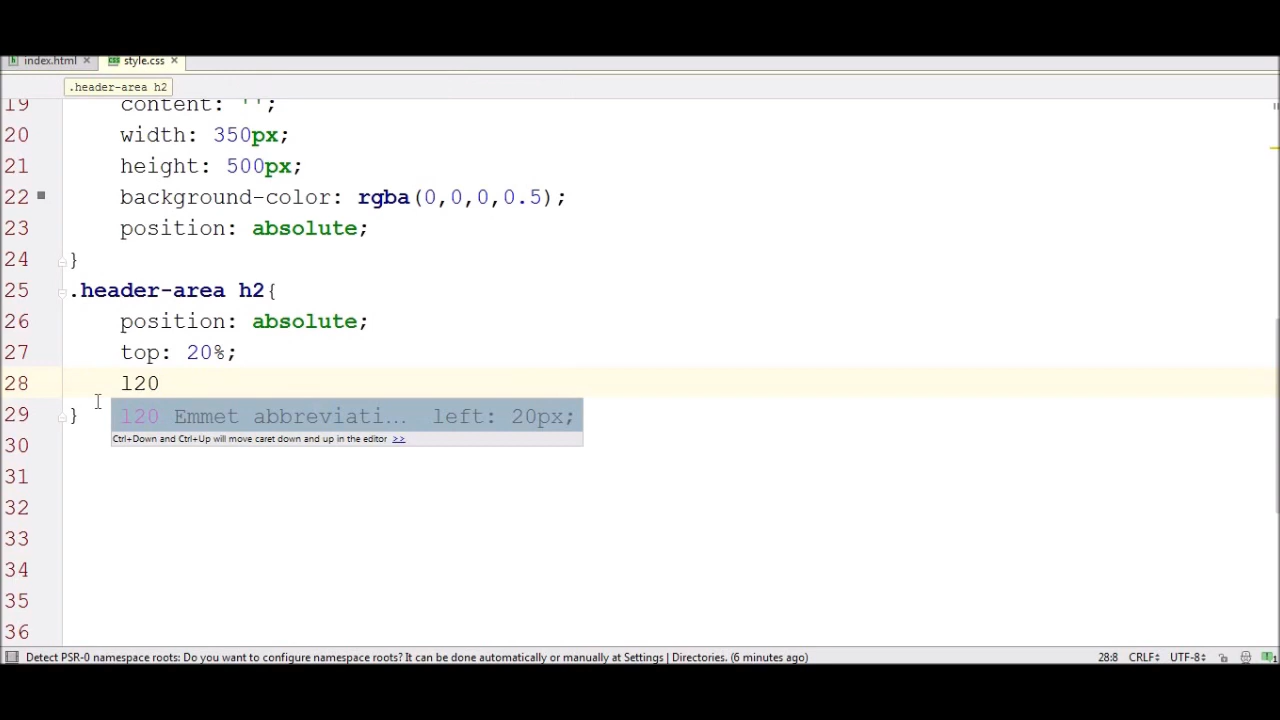 index.html
style.css
.header-area h2
19 content: '';
20 width: 350px;
21 height: 500px;
22 background-color: rgba(0,0,0,0.5);
23 position: absolute;
24 }
25 .header-area h2{
26 position: absolute;
27 top: 20%;
28 l20
29 }
l20 Emmet abbreviati... left: 20px;
Ctrl+Down and Ctrl+Up will move caret down and up in the editor >>
30
31
32
33
34
35
36
Detect PSR-0 namespace roots: Do you want to configure namespace roots? It can be done automatically or manually at Settings | Directories. (6 minutes ago) 28:8 CRLF UTF-8